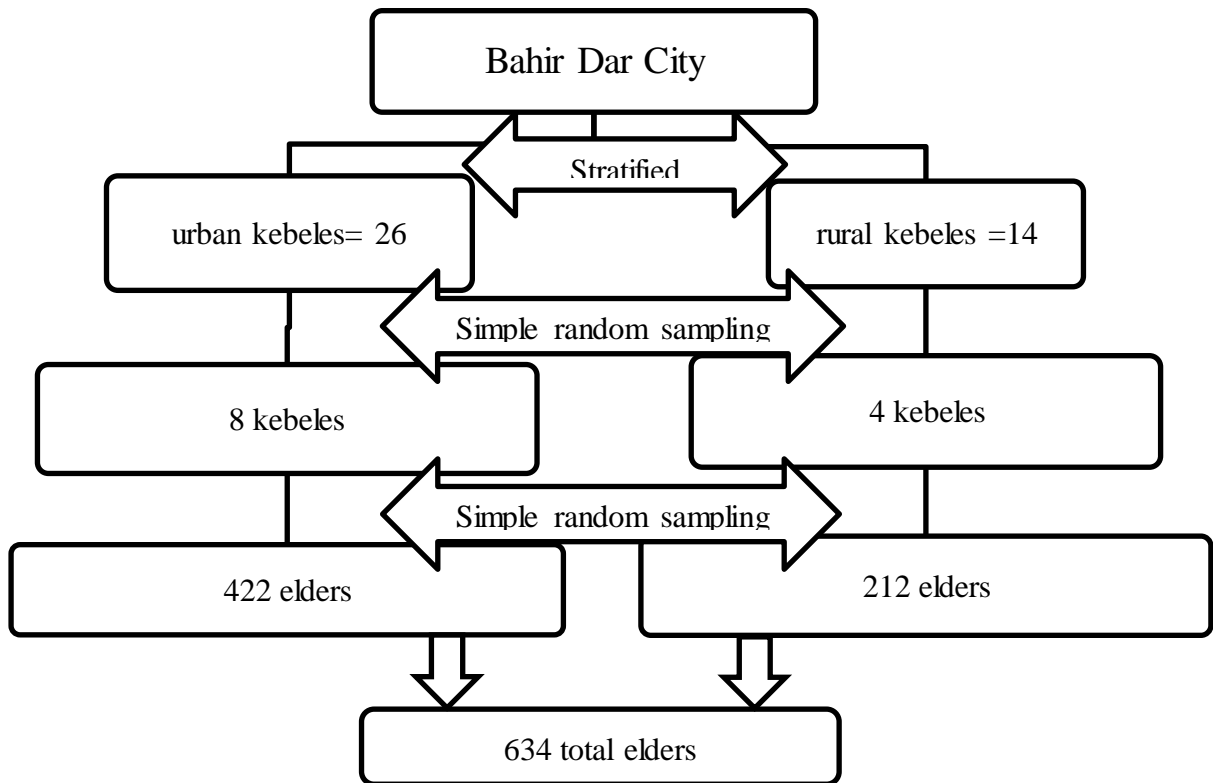 Bahir Dar City
Stratified
urban kebeles= 26
rural kebeles =14
Simple random sampling
8 kebeles
4 kebeles
Simple random sampling
422 elders
212 elders
634 total elders